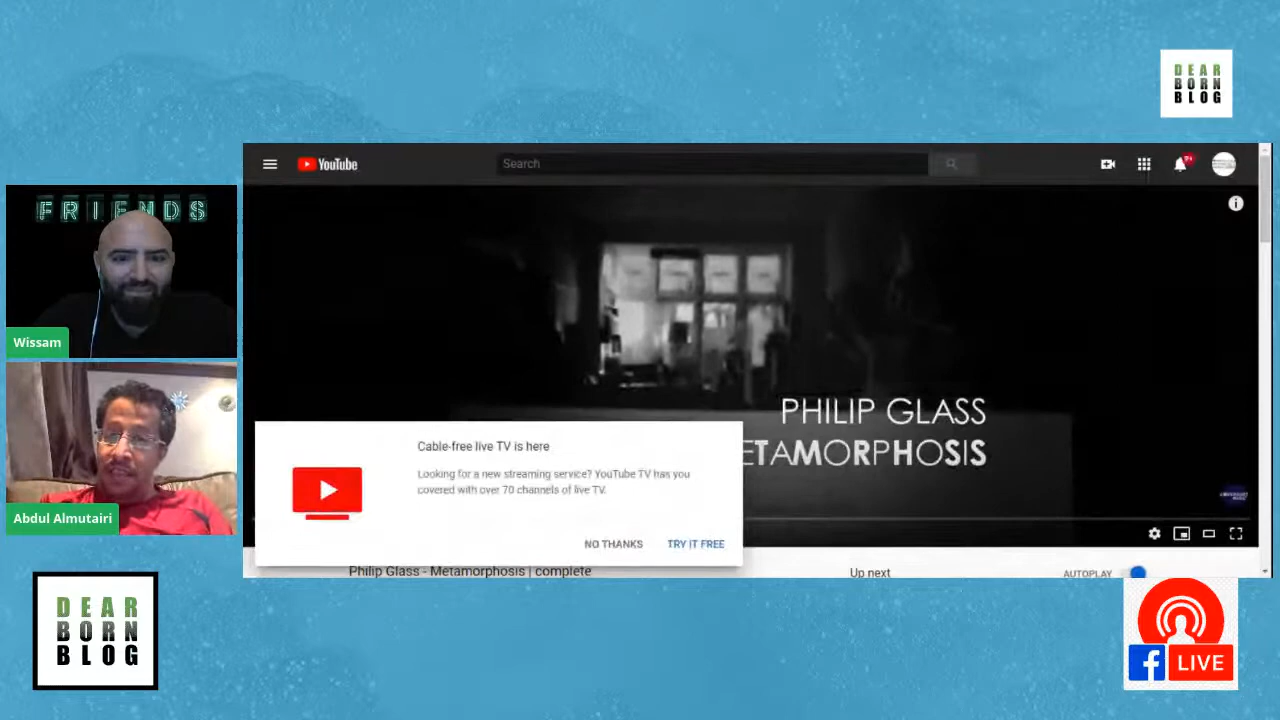 DEAR
BORN
BLOG
YouTube
Search
9+
FRIENDS
Wissam
PHILIP GLASS
ETAMORPHOSIS
Cable-free live TV is here
Looking for a new streaming service? YouTube TV has you
covered with over 70 channels of live TV.
NO THANKS
TRY IT FREE
Abdul Almutairi
Philip Glass - Metamorphosis | complete
Up next
AUTOPLAY
DEAR
BORN
BLOG
f LIVE